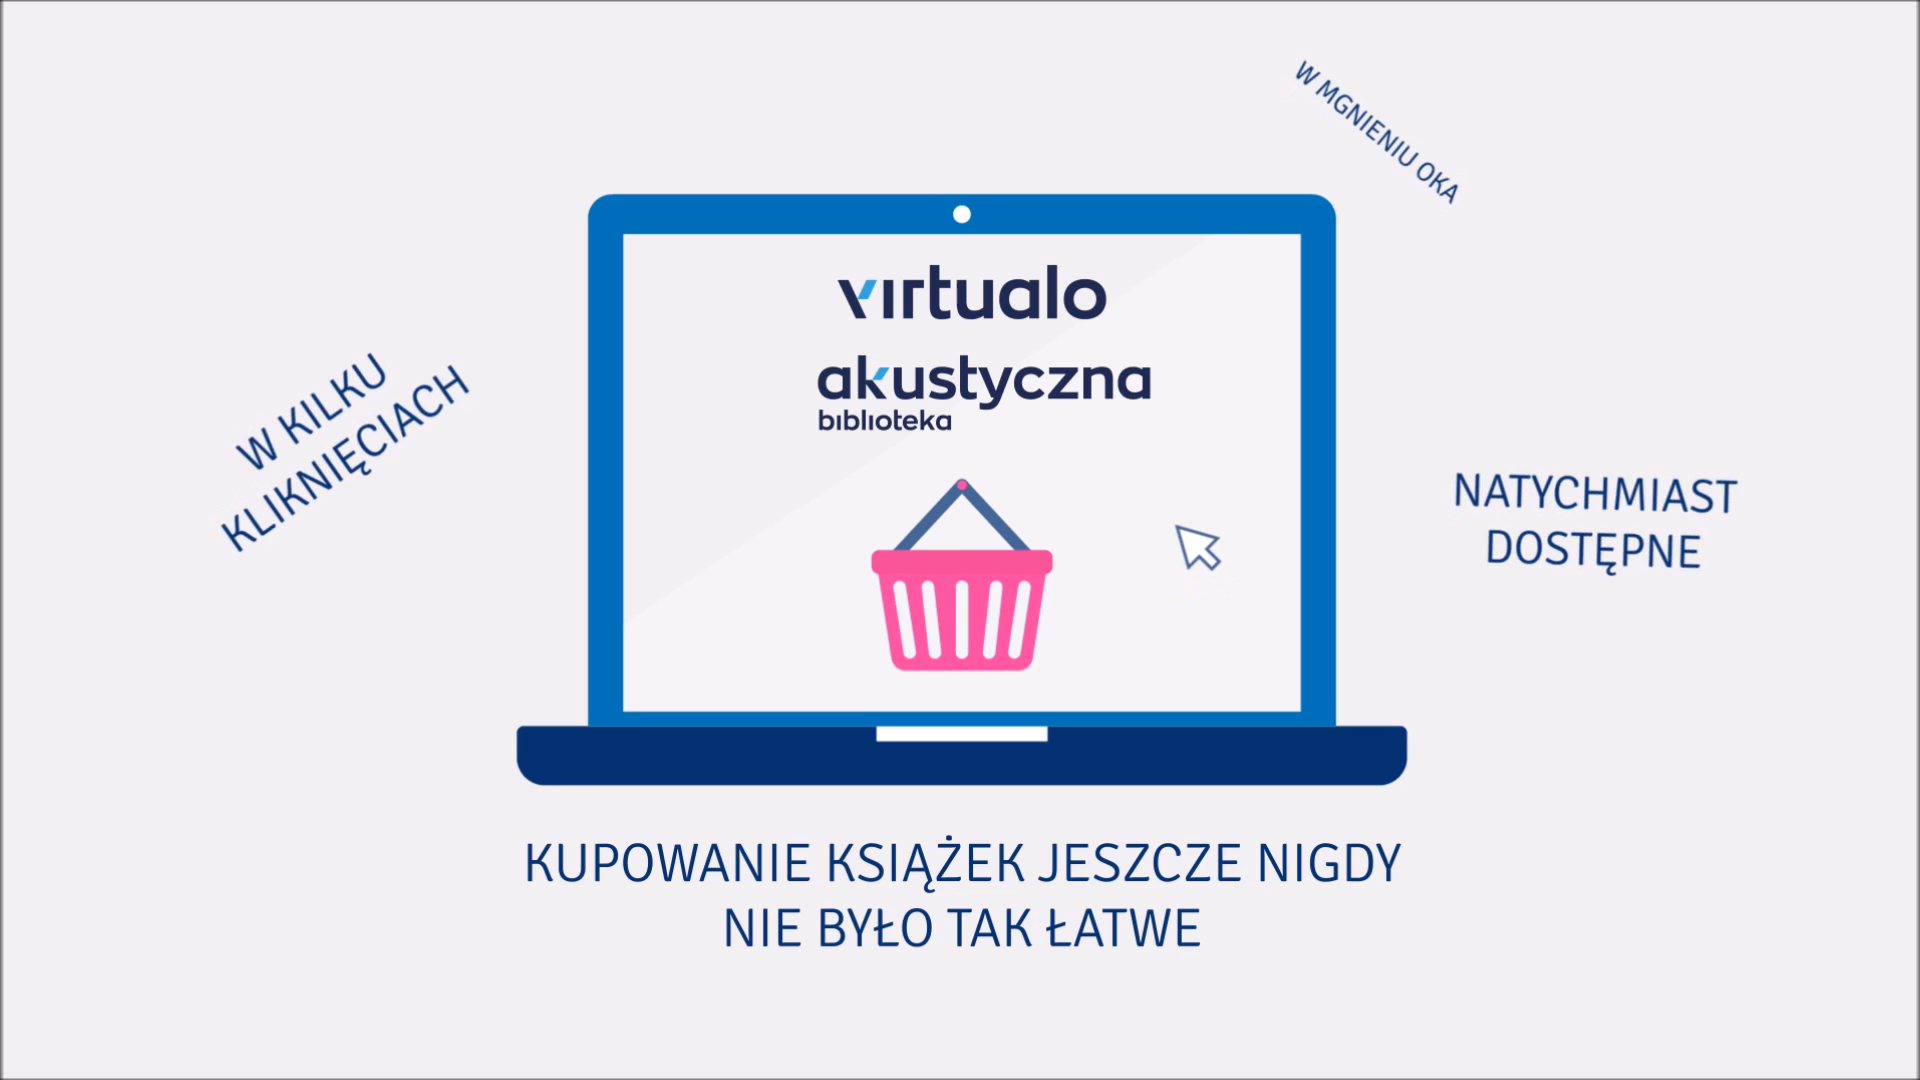 W MGNIENIU OKA
virtualo
akustyczna
biblioteka
W KILKU
KLIKNIĘCIACH
NATYCHMIAST
DOSTĘPNE
KUPOWANIE KSIĄŻEK JESZCZE NIGDY
NIE BYŁO TAK ŁATWE